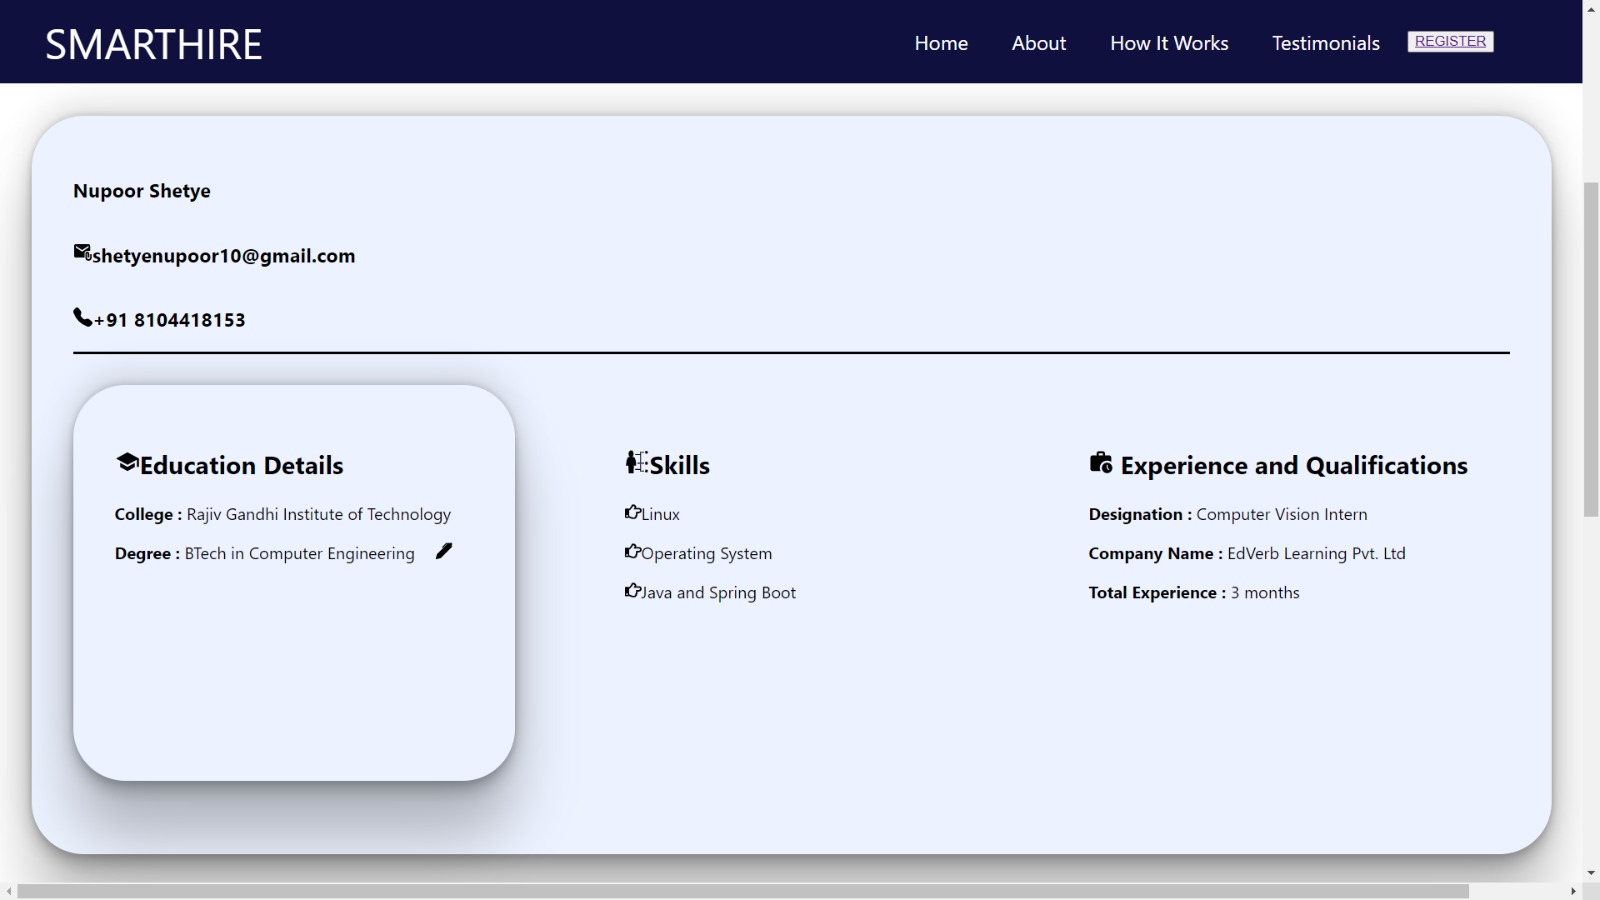 SMARTHIRE
Home About How It Works Testimonials REGISTER
Nupoor Shetye
shetyenupoor10@gmail.com
+91 8104418153
Education Details
College : Rajiv Gandhi Institute of Technology
Degree : BTech in Computer Engineering
Skills
Linux
Operating System
Java and Spring Boot
Experience and Qualifications
Designation : Computer Vision Intern
Company Name : EdVerb Learning Pvt. Ltd
Total Experience : 3 months